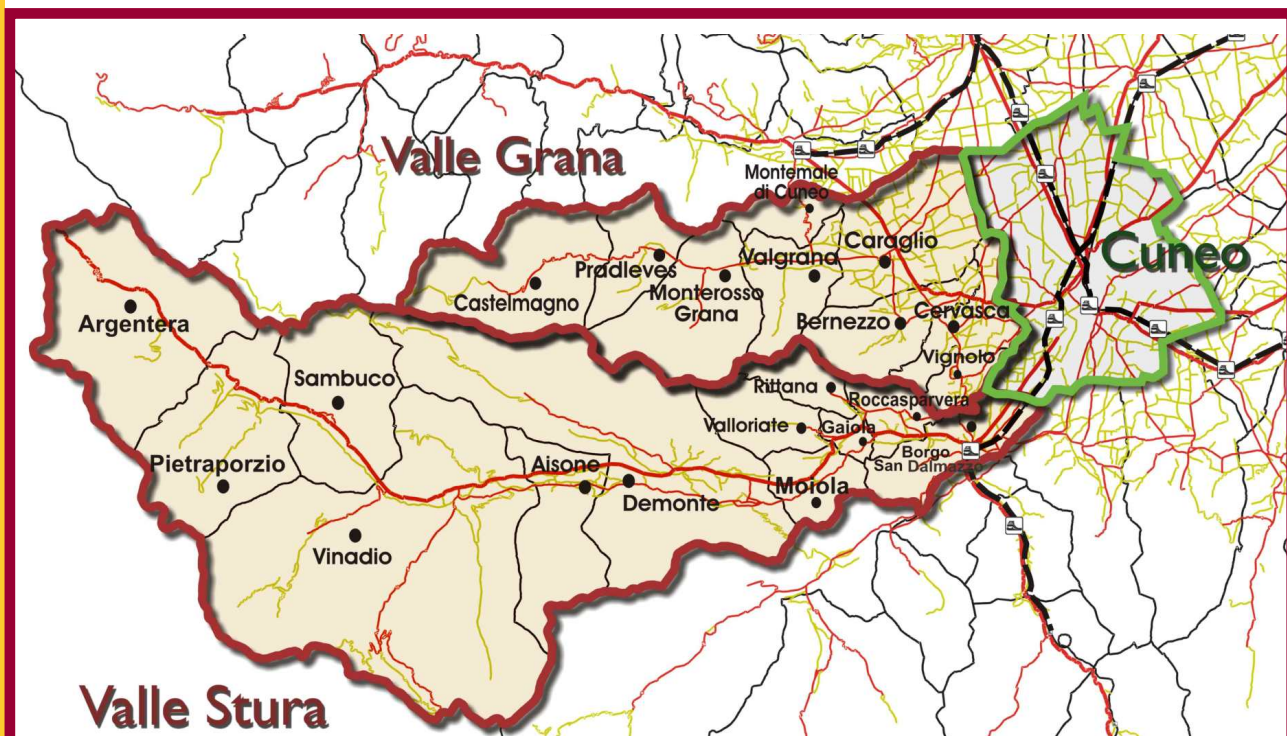 Valle Grana
Montemale
di Cuneo
Caraglio
Cuneo
Pradleves
Valgrana
Castelmagno
Monterosso
Grana
Argentera
Bernezzo
Cervasca
Vignolo
Sambuco
Rittana
Roccasparvera
Valloriate
Gaiola
Borgo
San Dalmazzo
Pietraporzio
Aisone
Moiola
Demonte
Vinadio
Valle Stura